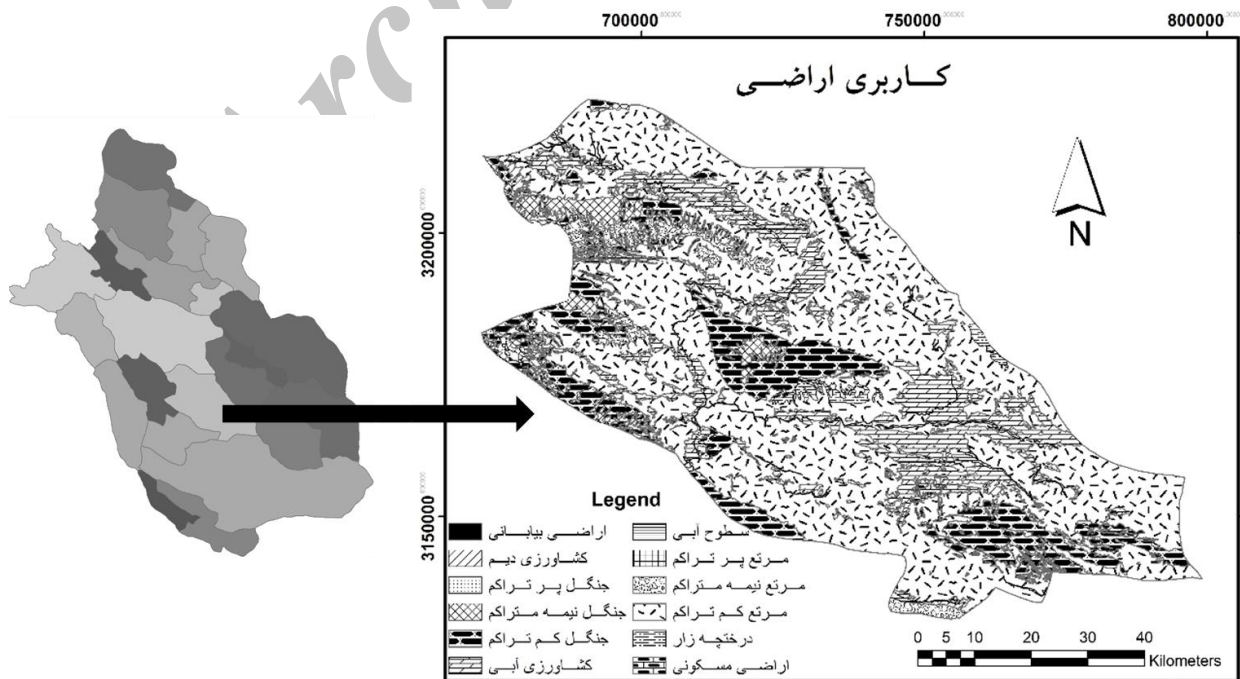 700000 750000 800000
کاربری اراضی
N
3200000
3150000
Legend
اراضی بیابانی
سطوح آبی
کشاورزی دیم
مرتع پر تراکم
جنگل پر تراکم
مرتع نیمه متراکم
جنگل نیمه متراکم
مرتع کم تراکم
جنگل کم تراکم
درختچه زار
کشاورزی آبی
اراضی مسکونی
0 5 10 20 30 40
Kilometers